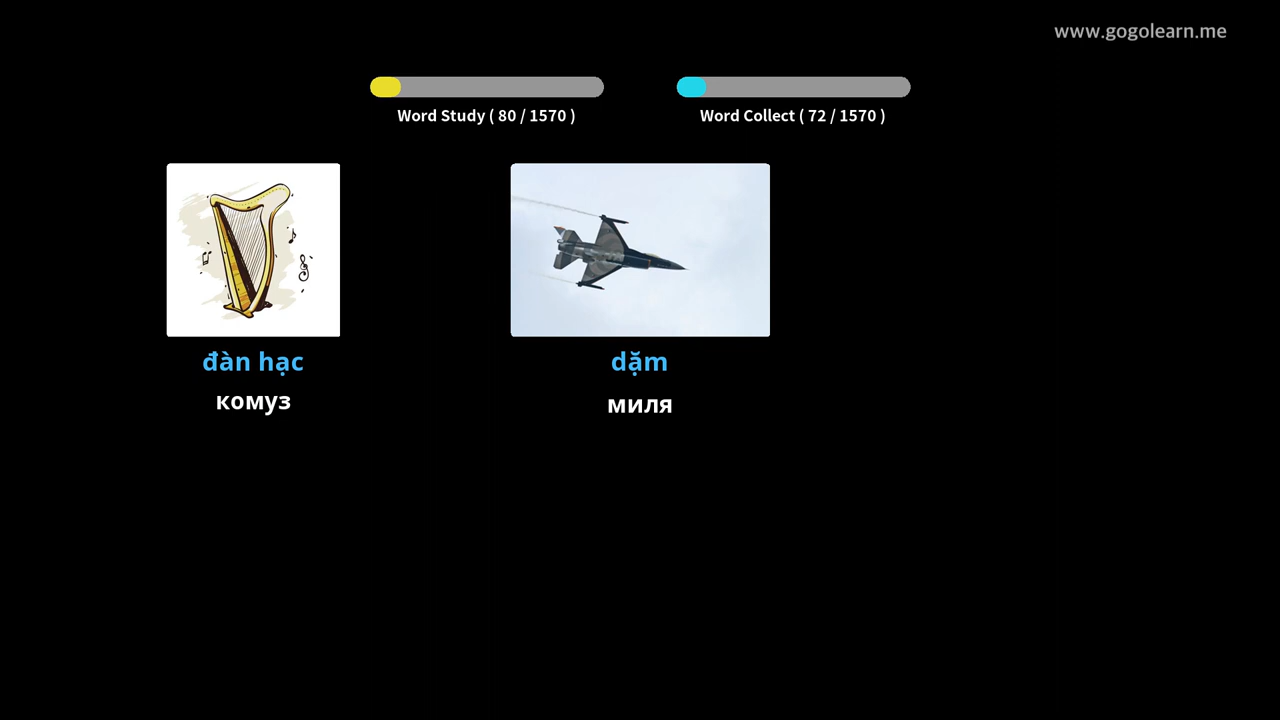 www.gogolearn.me
Word Study ( 80 / 1570 )
Word Collect ( 72 / 1570 )
đàn hạc
комуз
dặm
миля